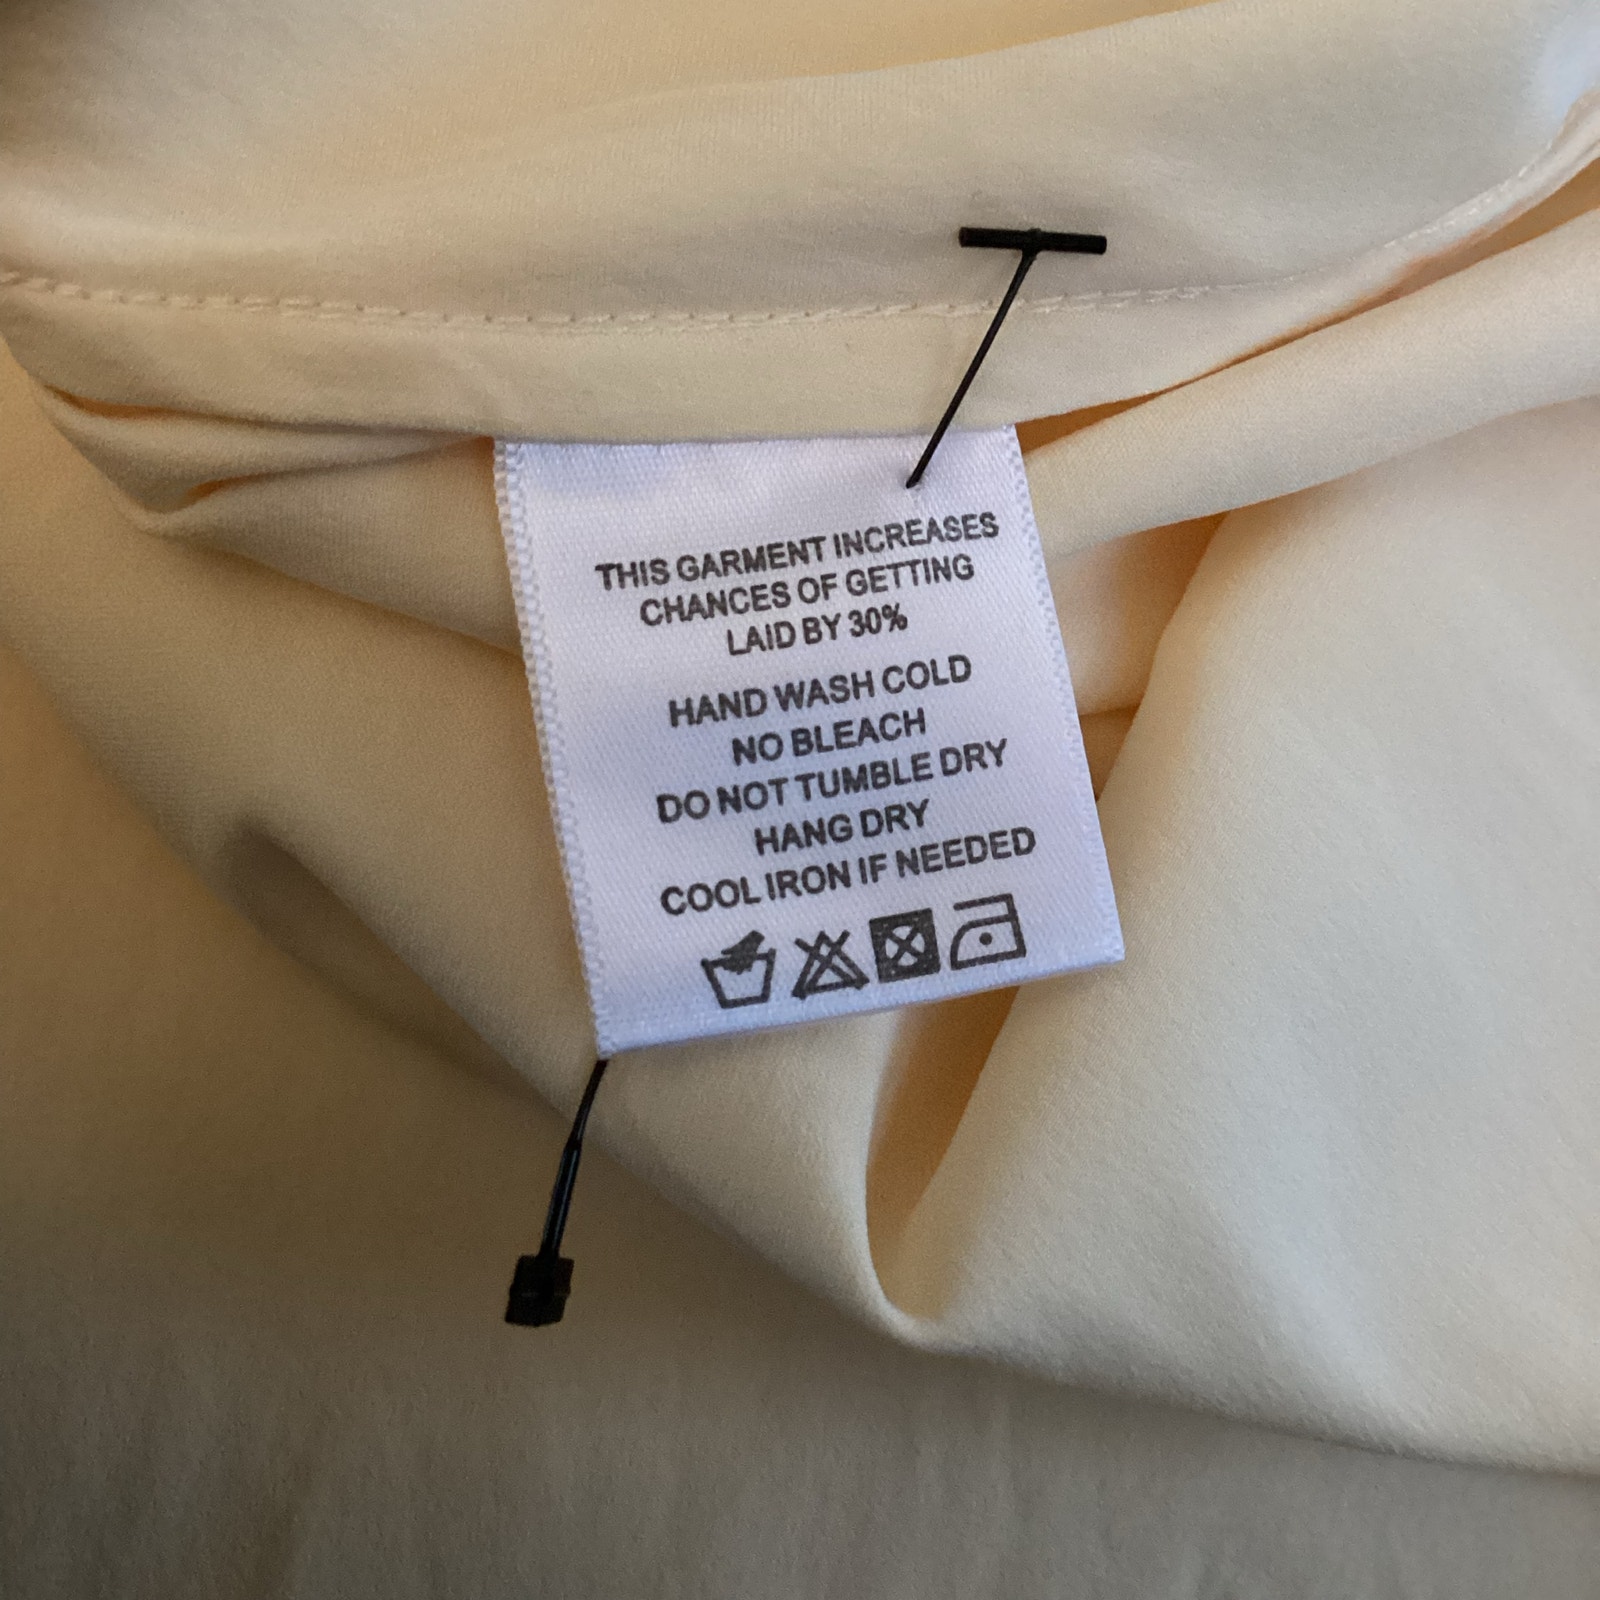 THIS GARMENT INCREASES
CHANCES OF GETTING
LAID BY 30%
HAND WASH COLD
NO BLEACH
DO NOT TUMBLE DRY
HANG DRY
COOL IRON IF NEEDED